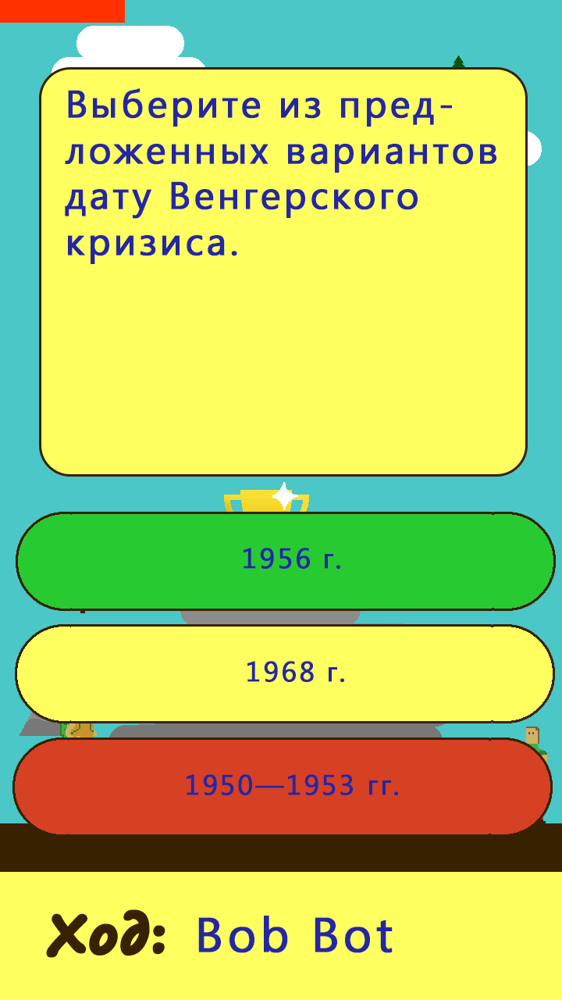 Выберите из пред-
ложенных вариантов
дату Венгерского
кризиса.
1956 г.
1968 г.
1950—1953 гг.
Ход: Bob Bot